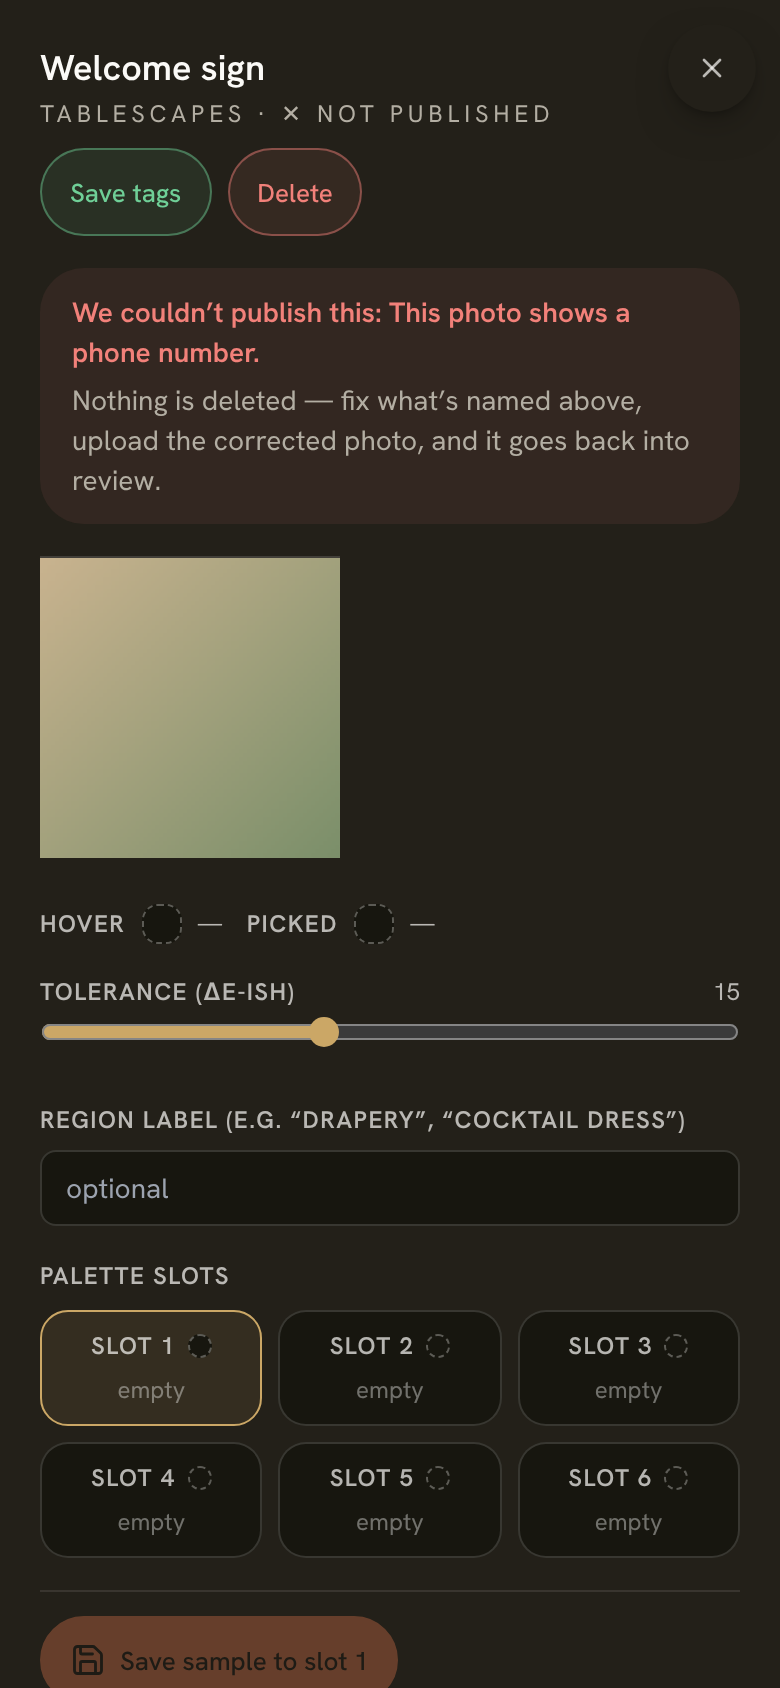 Welcome sign
TABLESCAPES · ✕ NOT PUBLISHED
Save tags
Delete
We couldn’t publish this: This photo shows a
phone number.
Nothing is deleted — fix what’s named above,
upload the corrected photo, and it goes back into
review.
HOVER — PICKED —
TOLERANCE (ΔE-ISH) 15
REGION LABEL (E.G. “DRAPERY”, “COCKTAIL DRESS”)
optional
PALETTE SLOTS
SLOT 1 SLOT 2 SLOT 3
empty empty empty
SLOT 4 SLOT 5 SLOT 6
empty empty empty
Save sample to slot 1